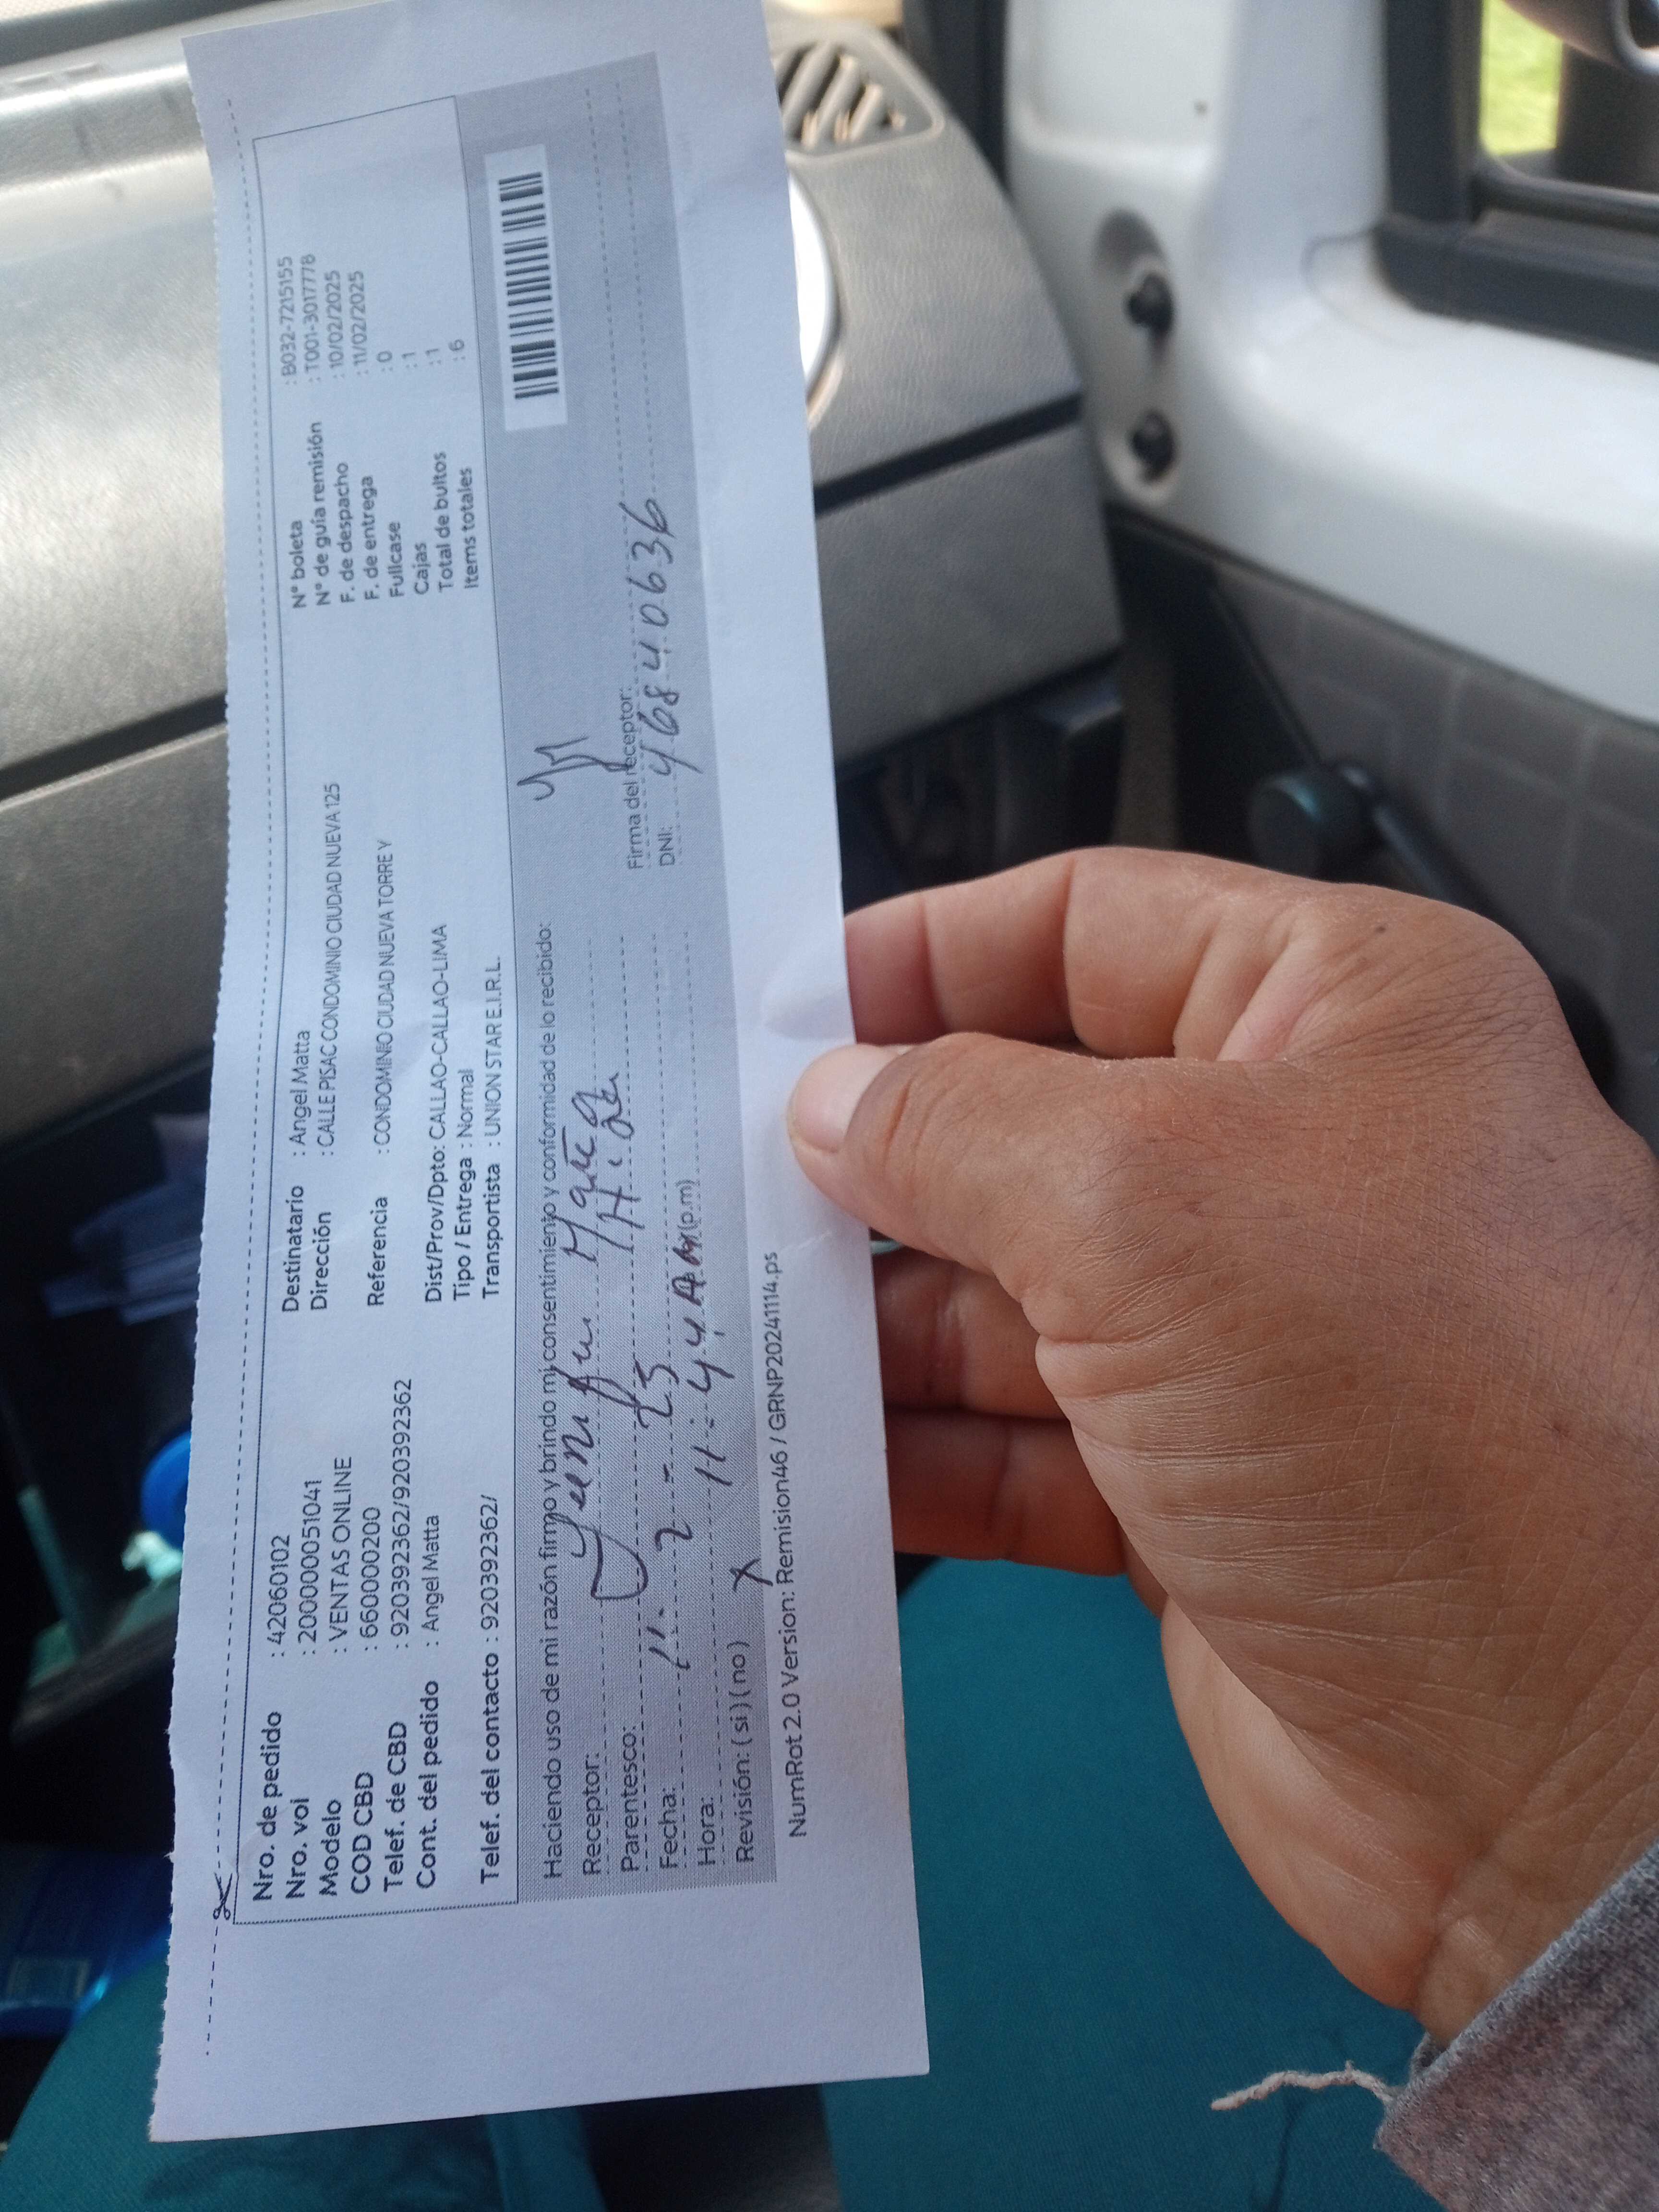 Nro. de pedido : 42060102
Nro. vol : 2000000051041
Modelo : VENTAS ONLINE
COD CBD : 660000200
Telef. de CBD : 920392362/920392362
Cont. del pedido : Angel Matta
Telef. del contacto : 920392362/
Destinatario : Angel Matta
Dirección : CALLE PISAC CONDOMINIO CIUDAD NUEVA 125
Referencia : CONDOMINIO CIUDAD NUEVA TORRE Y
Dist/Prov/Dpto: CALLAO-CALLAO-LIMA
Tipo / Entrega : Normal
Transportista : UNION STAR E.I.R.L.
N° boleta : B032-7215155
N° de guía remisión : T001-3017778
F. de despacho : 10/02/2025
F. de entrega : 11/02/2025
Fullcase : 0
Cajas : 1
Total de bultos : 1
Items totales : 6
Haciendo uso de mi razón firmo y brindo mi consentimiento y conformidad de lo recibido:
Receptor:
Parentesco:
Fecha: 11 - 2 - 25
Hora: 11:44 AM (p.m)
Revisión: ( si ) ( no ) X
Firma del receptor:
DNI: 46840636
NumRot 2.0 Version: Remision46 / GRNP20241114.ps